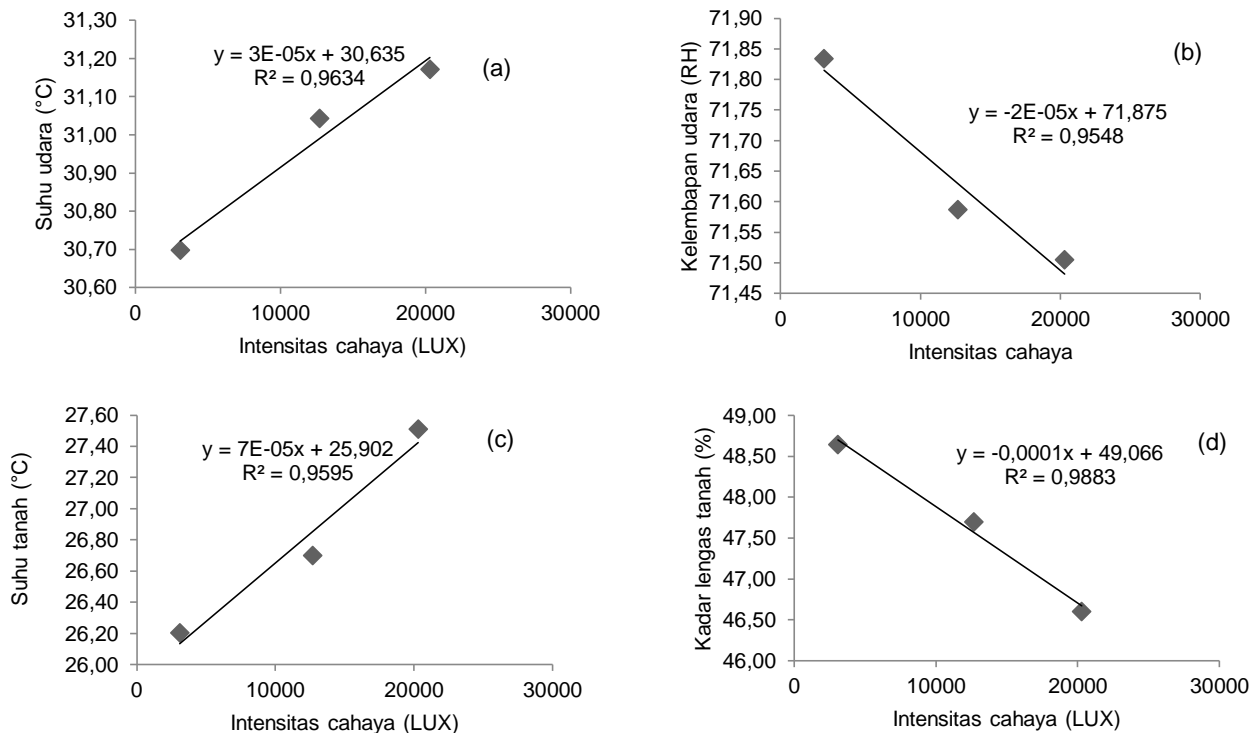 Suhu udara (°C)
31,30
31,20
31,10
31,00
30,90
30,80
30,70
30,60
y = 3E-05x + 30,635
R² = 0,9634
(a)
0 10000 20000 30000
Intensitas cahaya (LUX)
Kelembapan udara (RH)
71,90
71,85
71,80
71,75
71,70
71,65
71,60
71,55
71,50
71,45
(b)
y = -2E-05x + 71,875
R² = 0,9548
0 10000 20000 30000
Intensitas cahaya
Suhu tanah (°C)
27,60
27,40
27,20
27,00
26,80
26,60
26,40
26,20
26,00
y = 7E-05x + 25,902
R² = 0,9595
(c)
0 10000 20000 30000
Intensitas cahaya (LUX)
Kadar lengas tanah (%)
49,00
48,50
48,00
47,50
47,00
46,50
46,00
y = -0,0001x + 49,066
R² = 0,9883
(d)
0 10000 20000 30000
Intensitas cahaya (LUX)